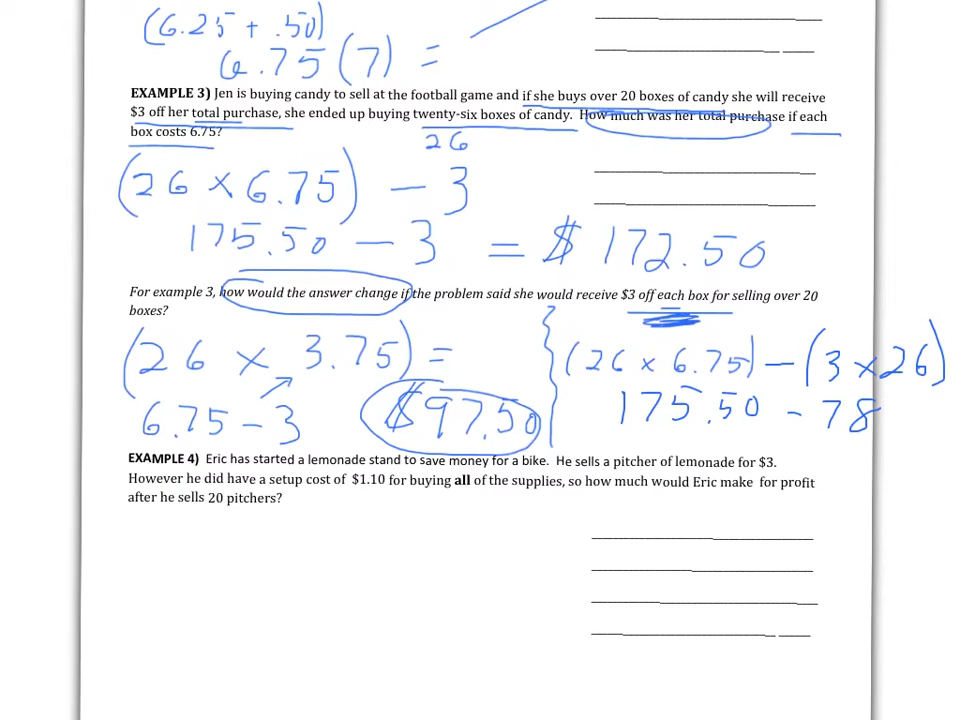 (6.25 + .50)
6.75 (7) =
EXAMPLE 3) Jen is buying candy to sell at the football game and if she buys over 20 boxes of candy she will receive
$3 off her total purchase, she ended up buying twenty-six boxes of candy. How much was her total purchase if each
box costs 6.75?
26
(26 × 6.75) - 3
175.50 - 3 = $ 172.50
For example 3, how would the answer change if the problem said she would receive $3 off each box for selling over 20
boxes?
(26 × 3.75) =
6.75 - 3
$97.50
(26 × 6.75) - (3 × 26)
175.50 - 78
EXAMPLE 4) Eric has started a lemonade stand to save money for a bike. He sells a pitcher of lemonade for $3.
However he did have a setup cost of $1.10 for buying all of the supplies, so how much would Eric make for profit
after he sells 20 pitchers?